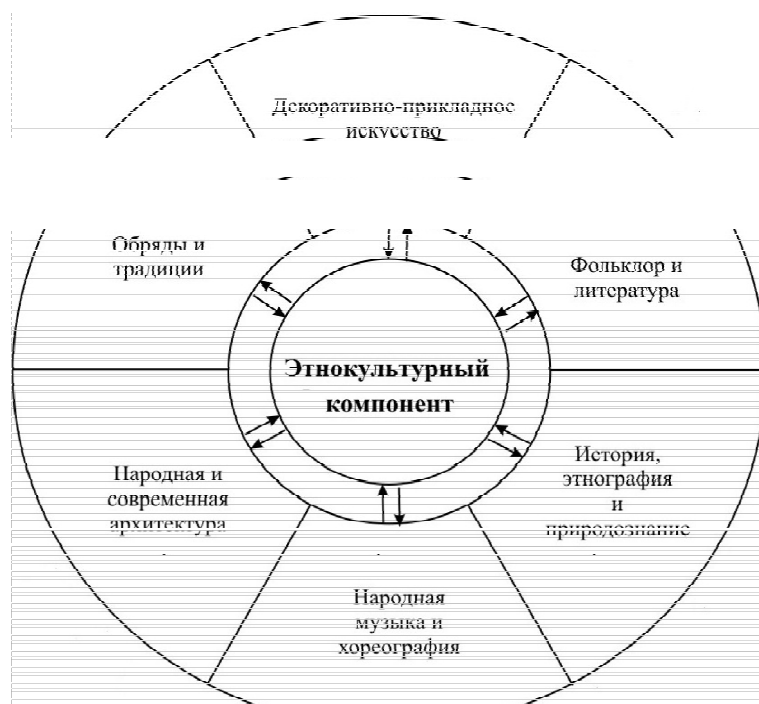 Декоративно-прикладное
искусство
Обряды и
традиции
Фольклор и
литература
Этнокультурный
компонент
Народная и
современная
архитектура
История,
этнография
и
природознание
Народная
музыка и
хореография